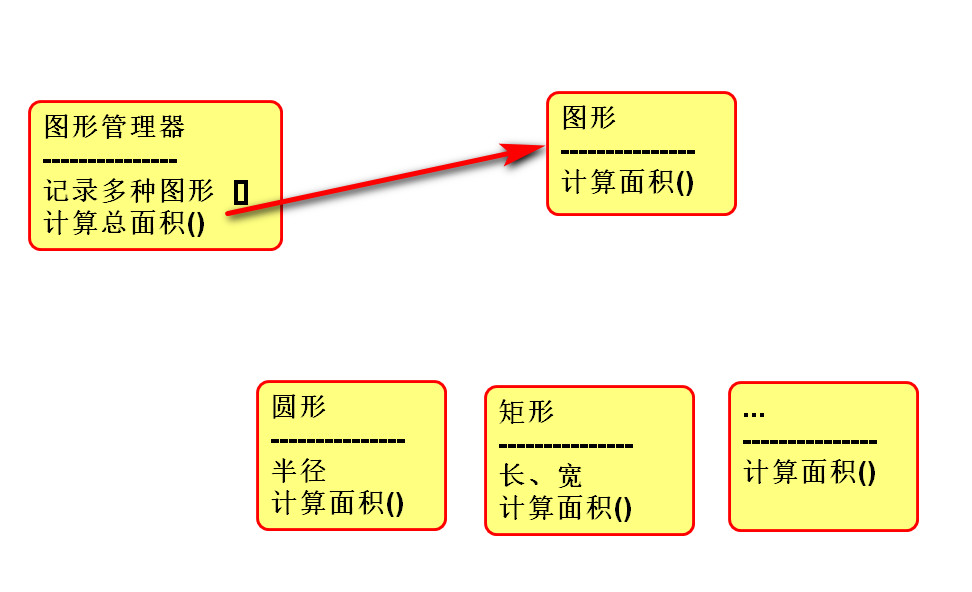 图形管理器
---------------
记录多种图形 []
计算总面积()
图形
---------------
计算面积()
圆形
---------------
半径
计算面积()
矩形
---------------
长、宽
计算面积()
...
---------------
计算面积()